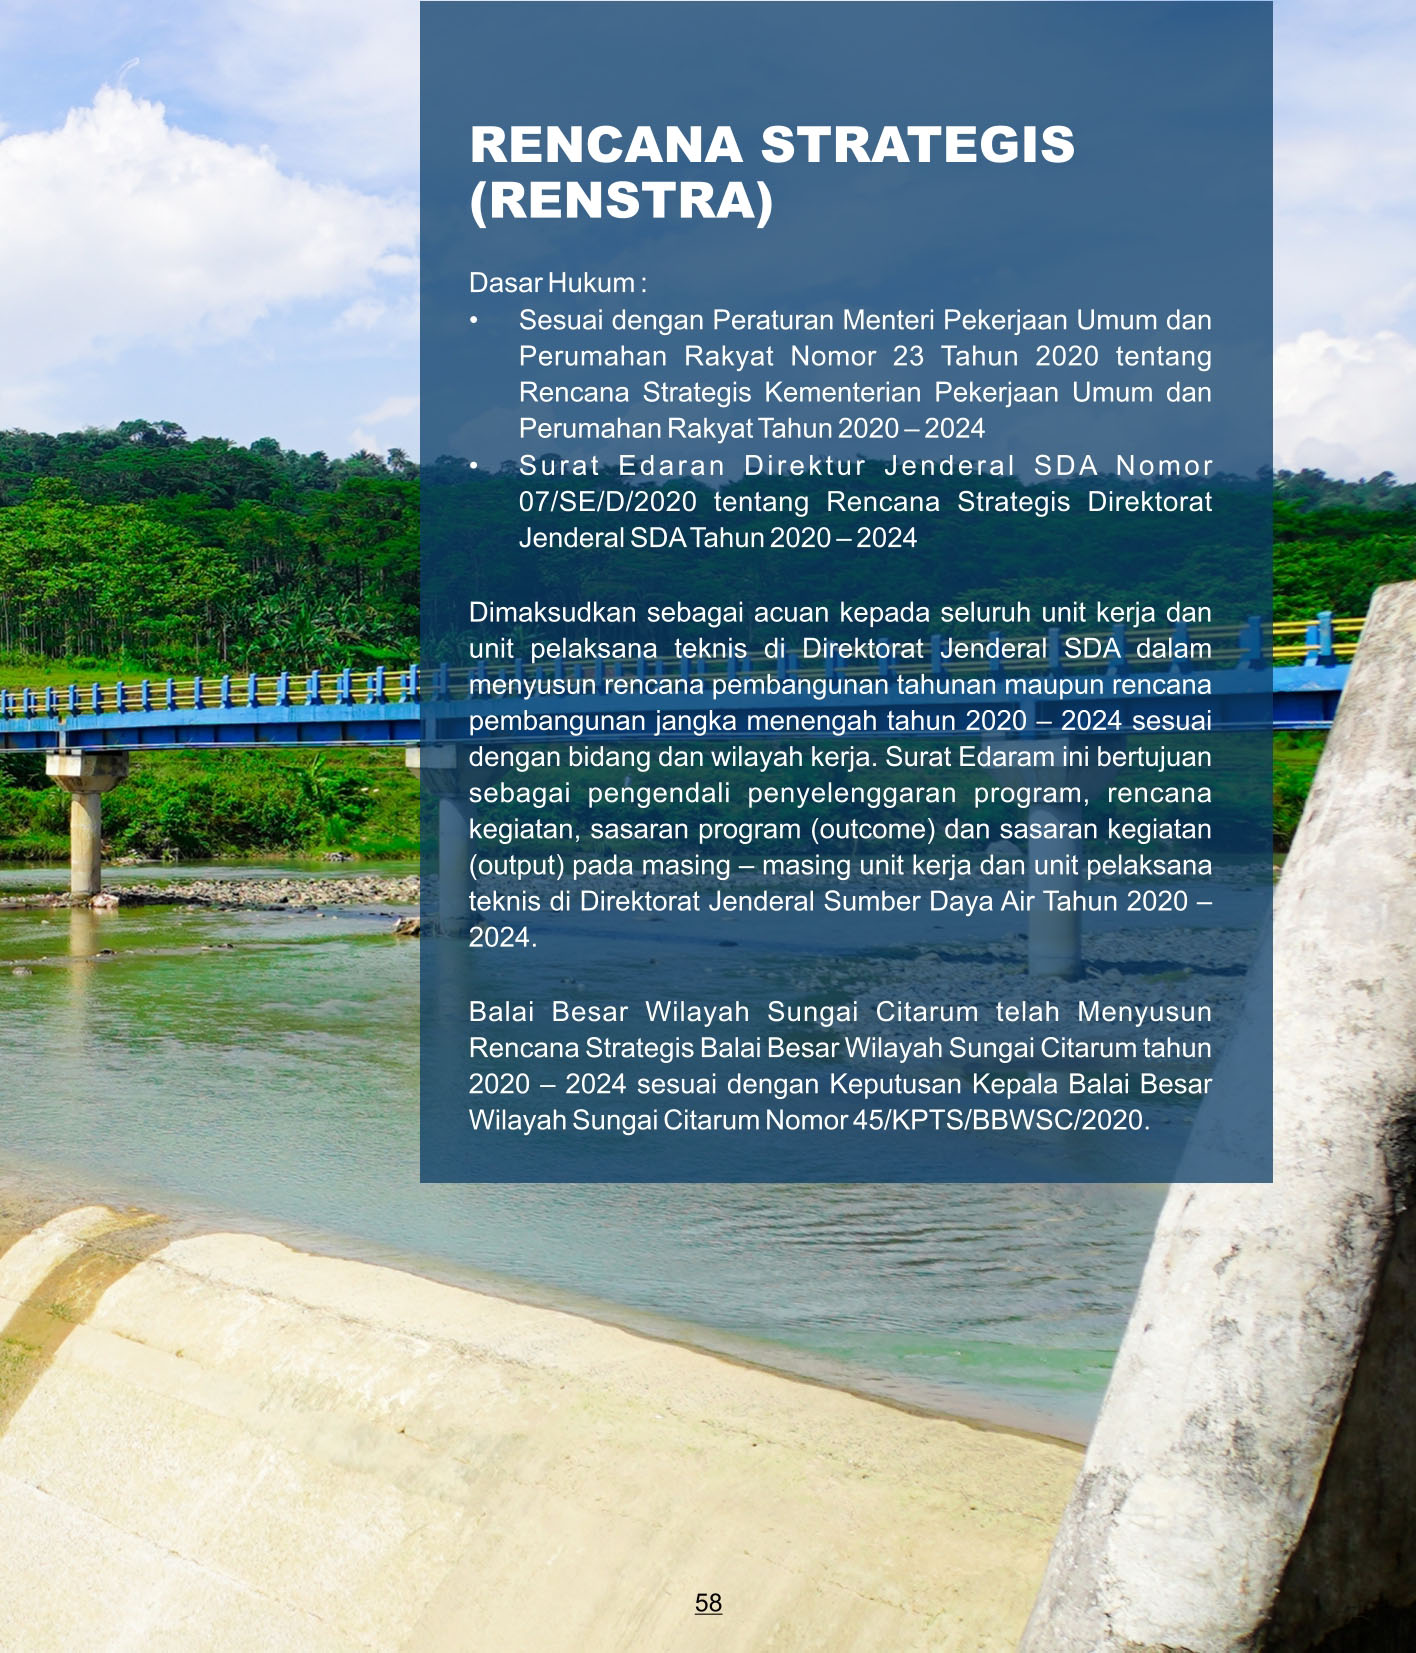 RENCANA STRATEGIS
(RENSTRA)
Dasar Hukum :
• Sesuai dengan Peraturan Menteri Pekerjaan Umum dan
Perumahan Rakyat Nomor 23 Tahun 2020 tentang
Rencana Strategis Kementerian Pekerjaan Umum dan
Perumahan Rakyat Tahun 2020 – 2024
• Surat Edaran Direktur Jenderal SDA Nomor
07/SE/D/2020 tentang Rencana Strategis Direktorat
Jenderal SDA Tahun 2020 – 2024
Dimaksudkan sebagai acuan kepada seluruh unit kerja dan
unit pelaksana teknis di Direktorat Jenderal SDA dalam
menyusun rencana pembangunan tahunan maupun rencana
pembangunan jangka menengah tahun 2020 – 2024 sesuai
dengan bidang dan wilayah kerja. Surat Edaram ini bertujuan
sebagai pengendali penyelenggaran program, rencana
kegiatan, sasaran program (outcome) dan sasaran kegiatan
(output) pada masing – masing unit kerja dan unit pelaksana
teknis di Direktorat Jenderal Sumber Daya Air Tahun 2020 –
2024.
Balai Besar Wilayah Sungai Citarum telah Menyusun
Rencana Strategis Balai Besar Wilayah Sungai Citarum tahun
2020 – 2024 sesuai dengan Keputusan Kepala Balai Besar
Wilayah Sungai Citarum Nomor 45/KPTS/BBWSC/2020.
58